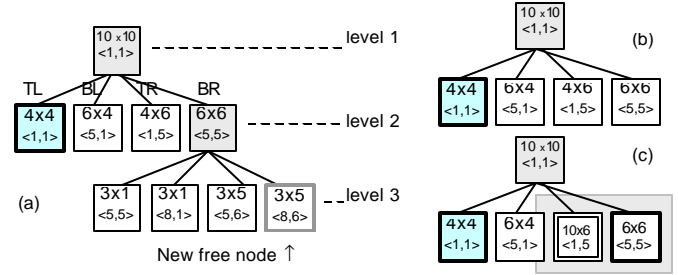 10 x10
<1,1>
level 1
TL
BL
TR
BR
4x4
<1,1>
6x4
<5,1>
4x6
<1,5>
6x6
<5,5>
level 2
3x1
<5,5>
3x1
<8,1>
3x5
<5,6>
3x5
<8,6>
level 3
(a)
New free node ↑
10 x10
<1,1>
(b)
4x4
<1,1>
6x4
<5,1>
4x6
<1,5
6x6
<5,5>
10 x10
<1,1>
(c)
4x4
<1,1>
6x4
<5,1>
10x6
<1,5
6x6
<5,5>